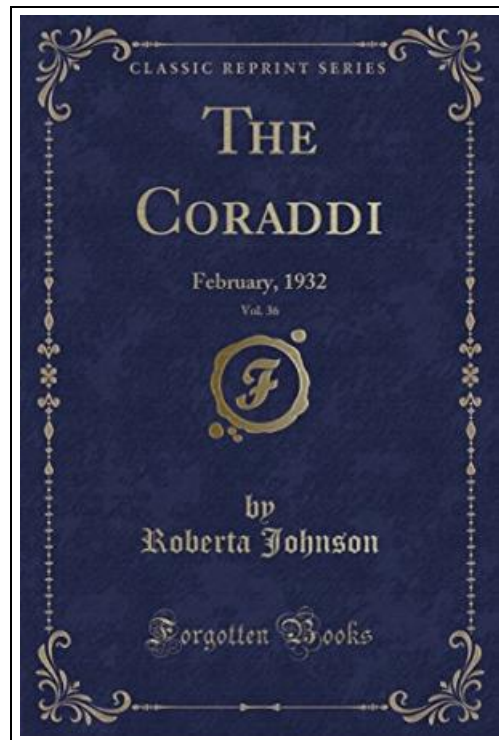 CLASSIC REPRINT SERIES
THE
CORADDI
February, 1932
Vol. 36
F
by
Roberta Johnson
Forgotten Books